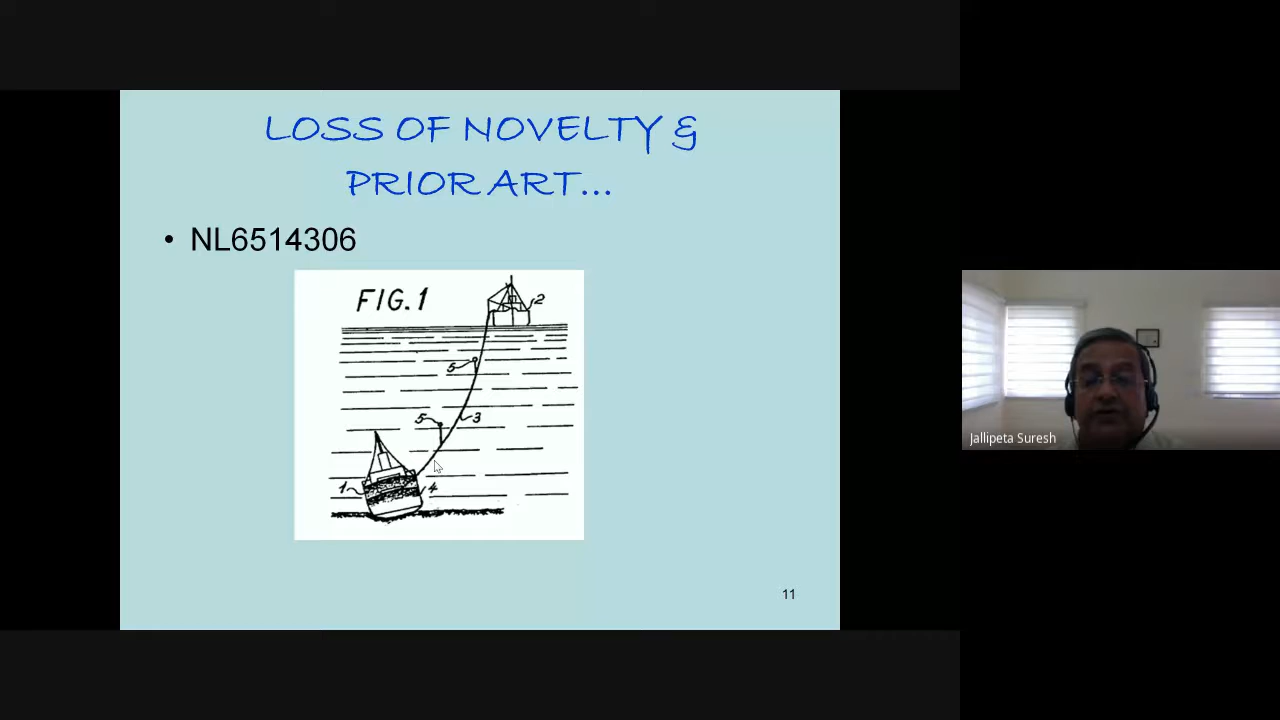 LOSS OF NOVELTY &
PRIOR ART...
• NL6514306
FIG.1
2
5
5
3
1
4
11
Jallipeta Suresh